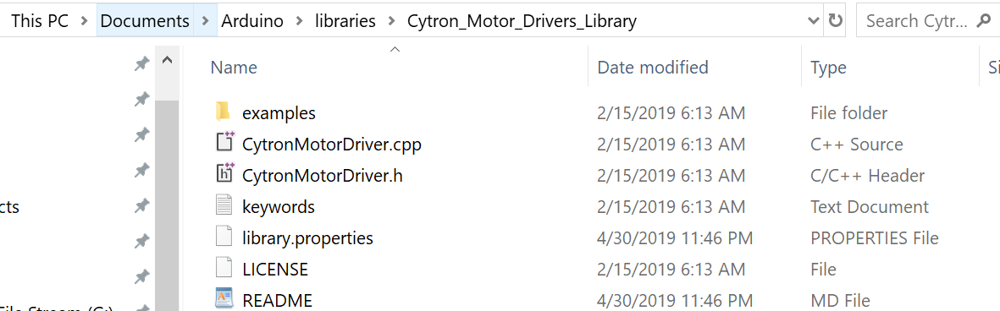 This PC > Documents > Arduino > libraries > Cytron_Motor_Drivers_Library Search Cytr...
Name Date modified Type Si
examples 2/15/2019 6:13 AM File folder
CytronMotorDriver.cpp 2/15/2019 6:13 AM C++ Source
CytronMotorDriver.h 2/15/2019 6:13 AM C/C++ Header
cts keywords 2/15/2019 6:13 AM Text Document
library.properties 4/30/2019 11:46 PM PROPERTIES File
LICENSE 2/15/2019 6:13 AM File
File Stream (G:) README 4/30/2019 11:46 PM MD File